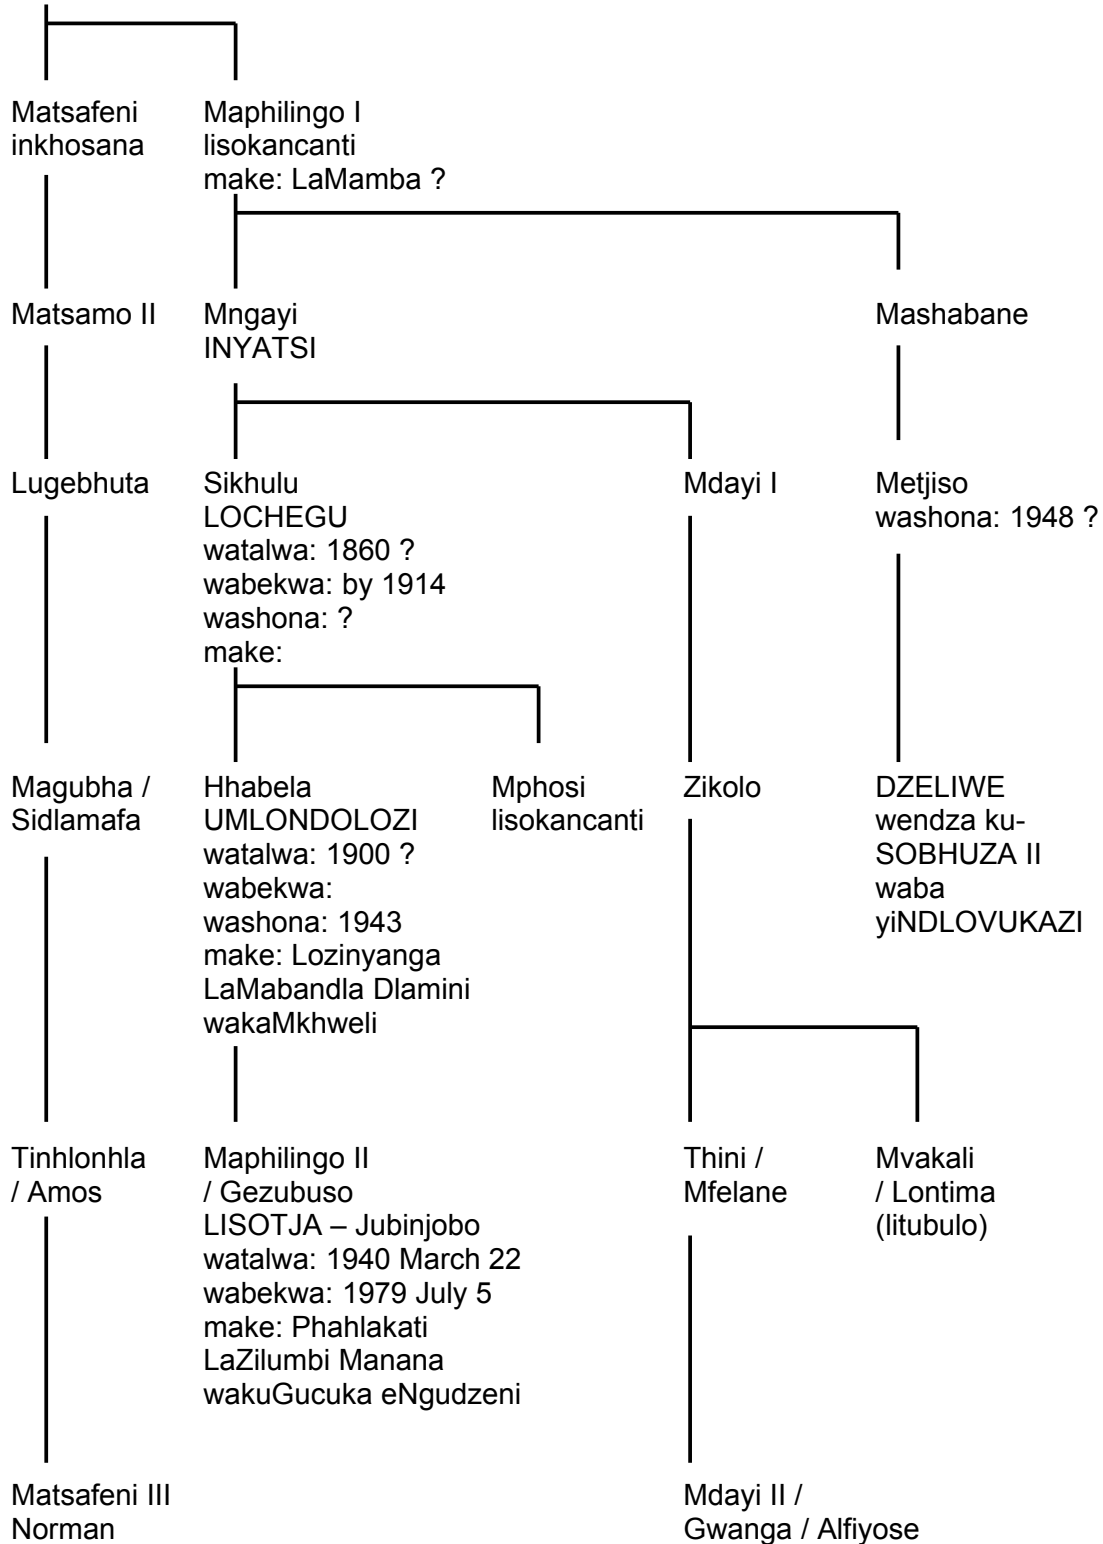 Matsafeni
inkhosana
Maphilingo I
lisokancanti
make: LaMamba ?
Matsamo II
Mngayi
INYATSI
Mashabane
Lugebhuta
Sikhulu
LOCHEGU
watalwa: 1860 ?
wabekwa: by 1914
washona: ?
make:
Mdayi I
Metjiso
washona: 1948 ?
Magubha /
Sidlamafa
Hhabela
UMLONDOLOZI
watalwa: 1900 ?
wabekwa:
washona: 1943
make: Lozinyanga
LaMabandla Dlamini
wakaMkhweli
Mphosi
lisokancanti
Zikolo
DZELIWE
wendza ku-
SOBHUZA II
waba
yiNDLOVUKAZI
Tinhlonhla
/ Amos
Maphilingo II
/ Gezubuso
LISOTJA – Jubinjobo
watalwa: 1940 March 22
wabekwa: 1979 July 5
make: Phahlakati
LaZilumbi Manana
wakuGucuka eNgudzeni
Thini /
Mfelane
Mvakali
/ Lontima
(litubulo)
Matsafeni III
Norman
Mdayi II /
Gwanga / Alfiyose